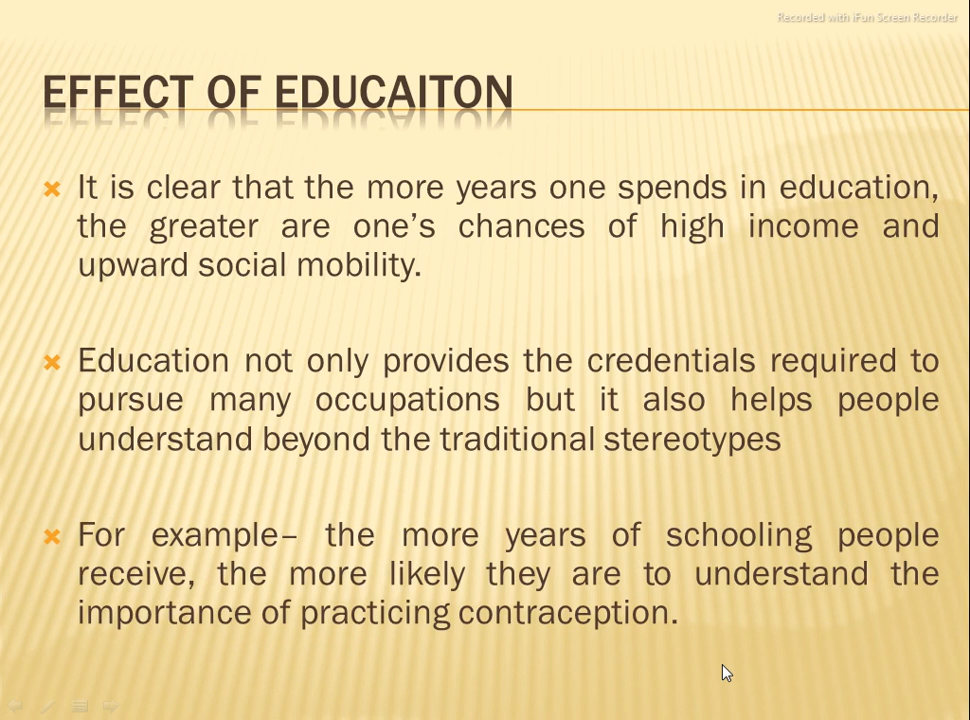 Recorded with iFun Screen Recorder
EFFECT OF EDUCAITON
It is clear that the more years one spends in education,
the greater are one’s chances of high income and
upward social mobility.
Education not only provides the credentials required to
pursue many occupations but it also helps people
understand beyond the traditional stereotypes
For example– the more years of schooling people
receive, the more likely they are to understand the
importance of practicing contraception.